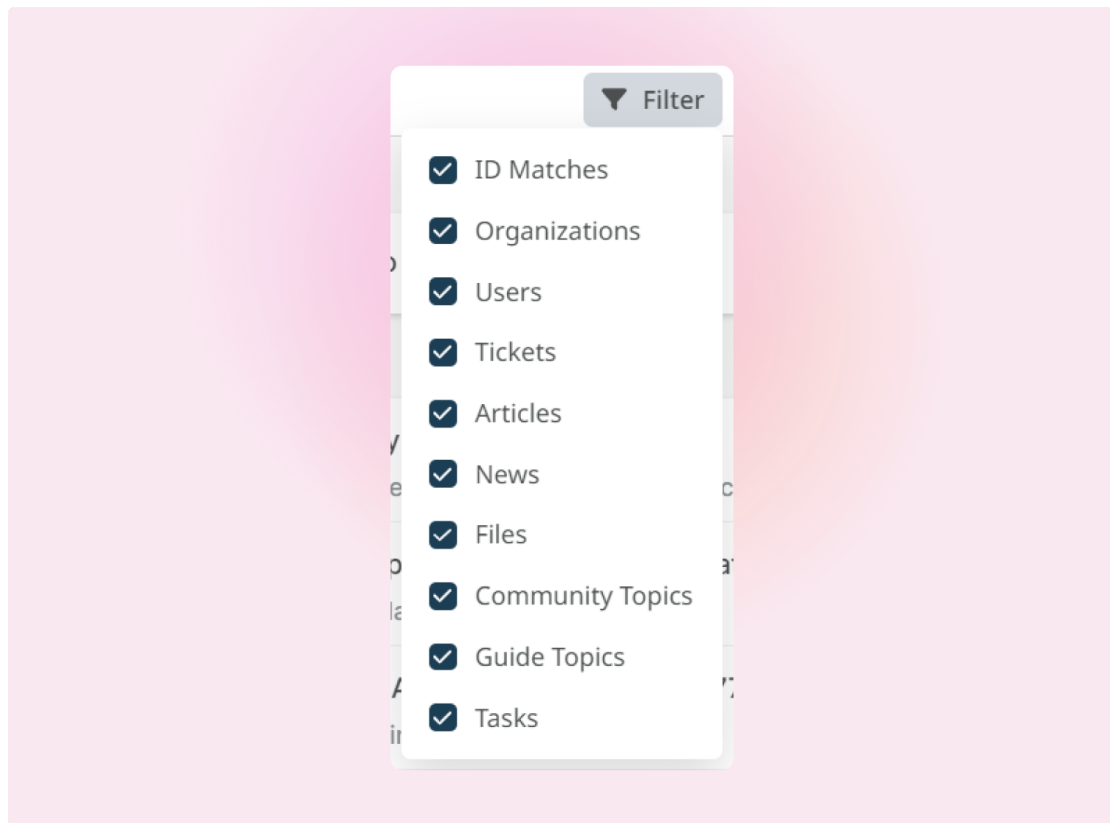 Filter
ID Matches
Organizations
Users
Tickets
Articles
News
Files
Community Topics
Guide Topics
Tasks